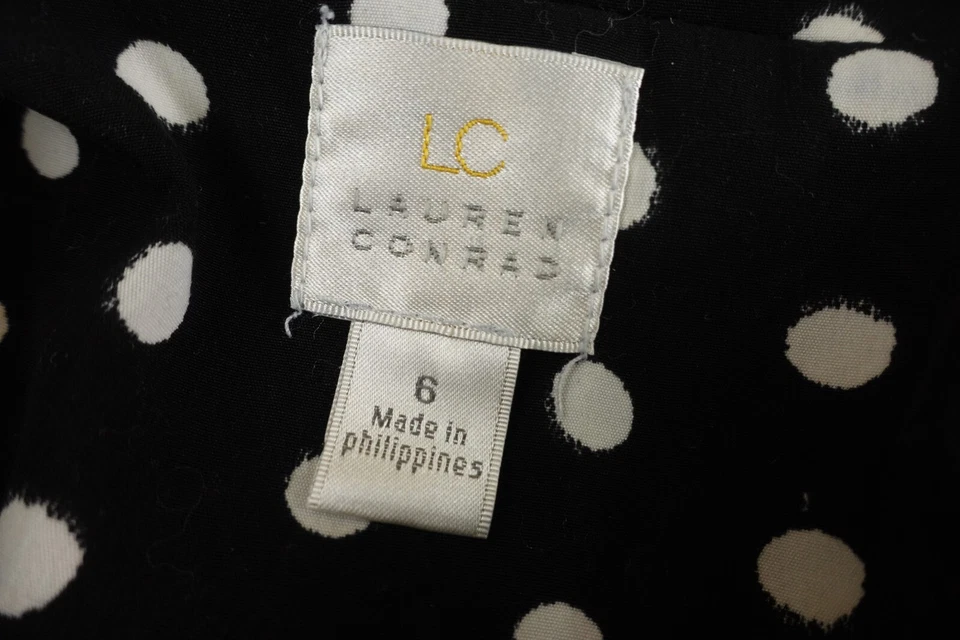 LC
LAUREN
CONRAD
6
Made in
philippines